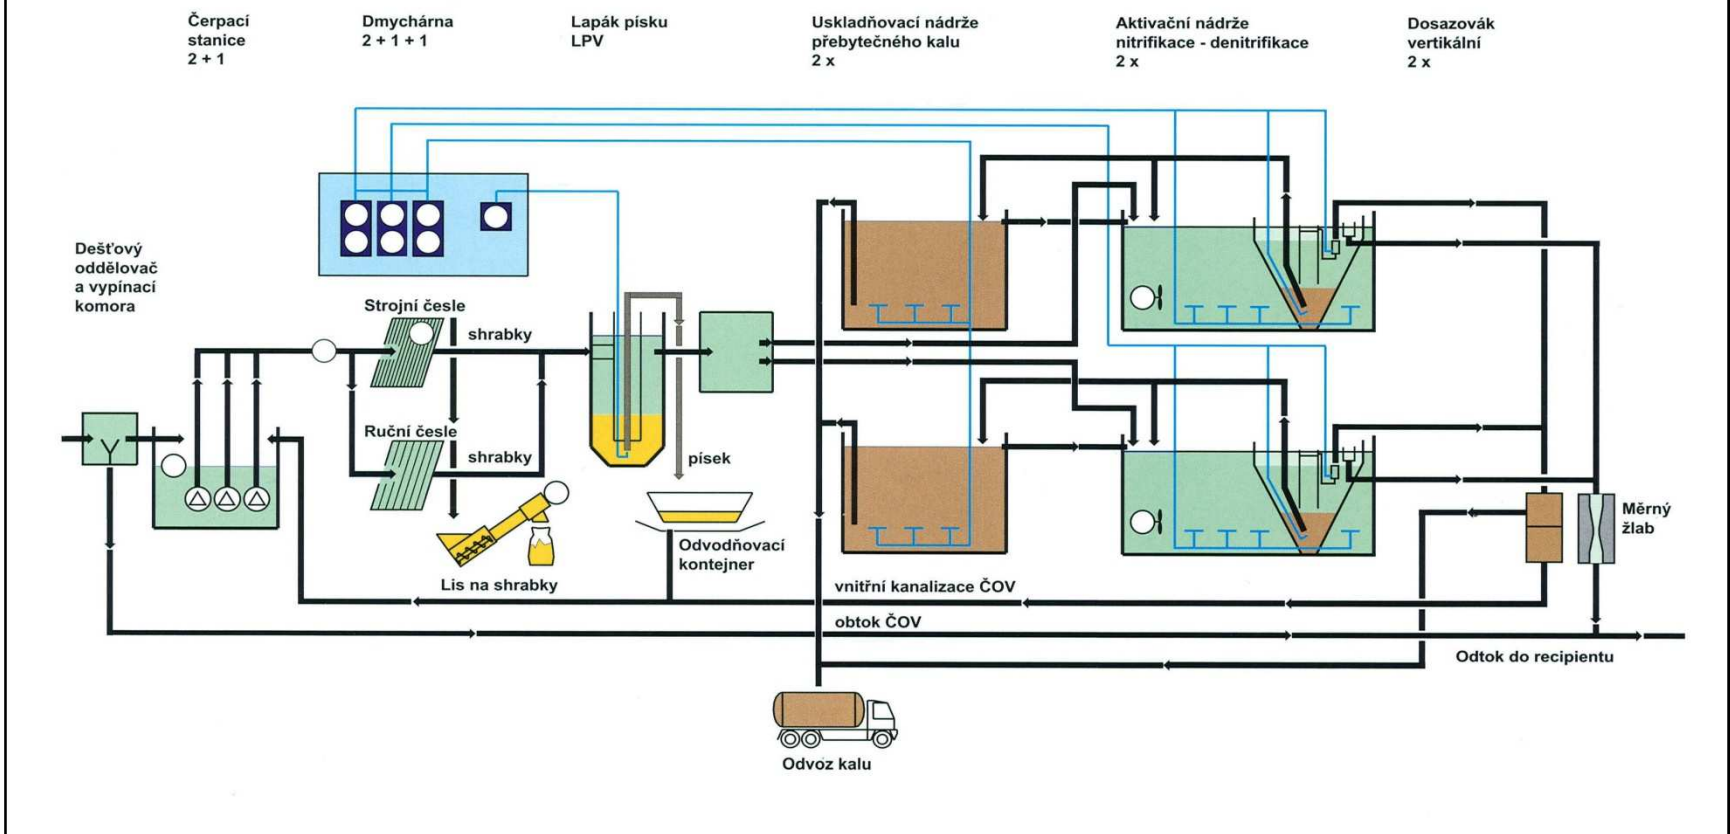 Čerpací
stanice
2 + 1
Dmychárna
2 + 1 + 1
Lapák písku
LPV
Uskladňovací nádrže
přebytečného kalu
2 x
Aktivační nádrže
nitrifikace - denitrifikace
2 x
Dosazovák
vertikální
2 x
Dešťový
oddělovač
a vypínací
komora
Strojní česle
shrabky
Ruční česle
shrabky
písek
Lis na shrabky
Odvodňovací
kontejner
Měrný
žlab
vnitřní kanalizace ČOV
obtok ČOV
Odtok do recipientu
Odvoz kalu